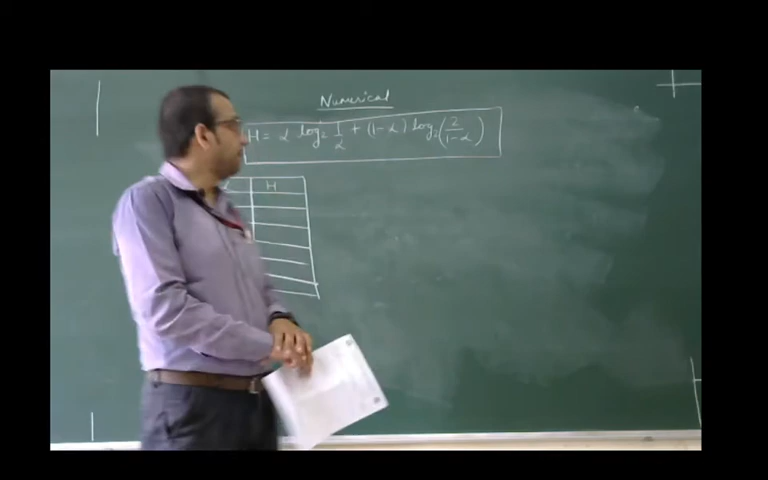 Numerical
H = α log₂ 1/α + (1-α) log₂(2/1-α)
H